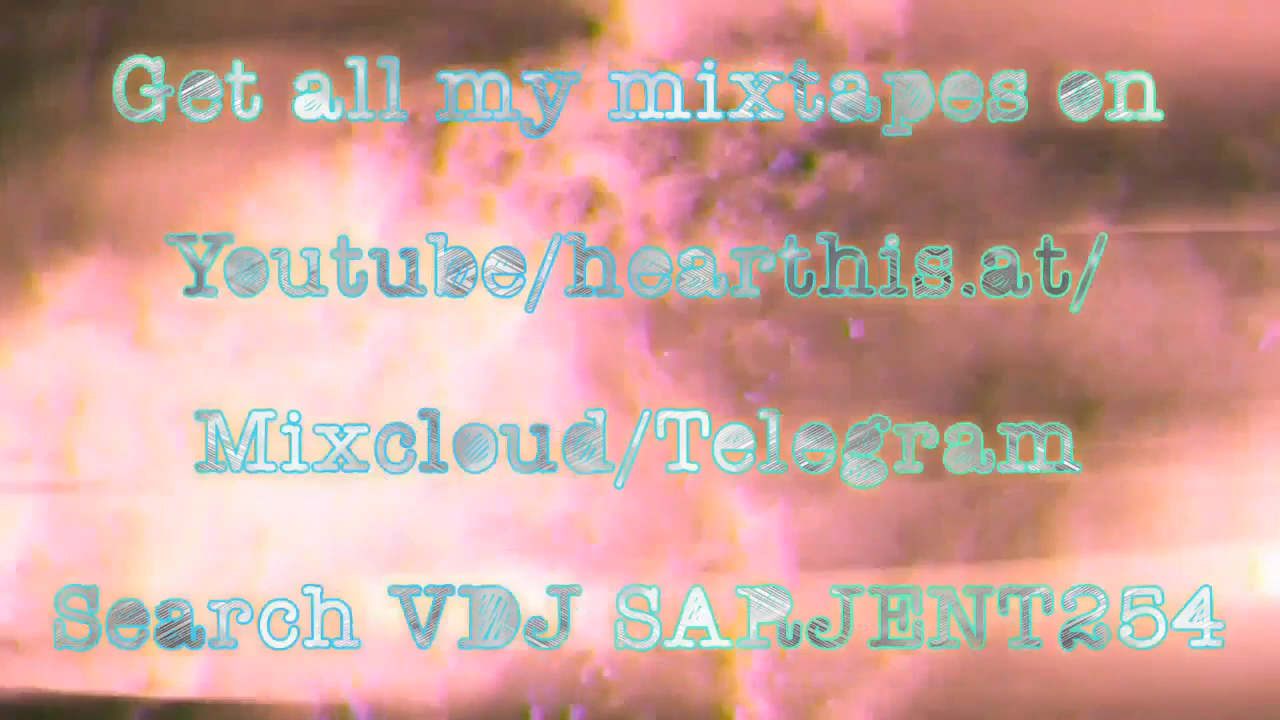 Get all my mixtapes on
Youtube/hearthis.at/
Mixcloud/Telegram
Search VDJ SARJENT254